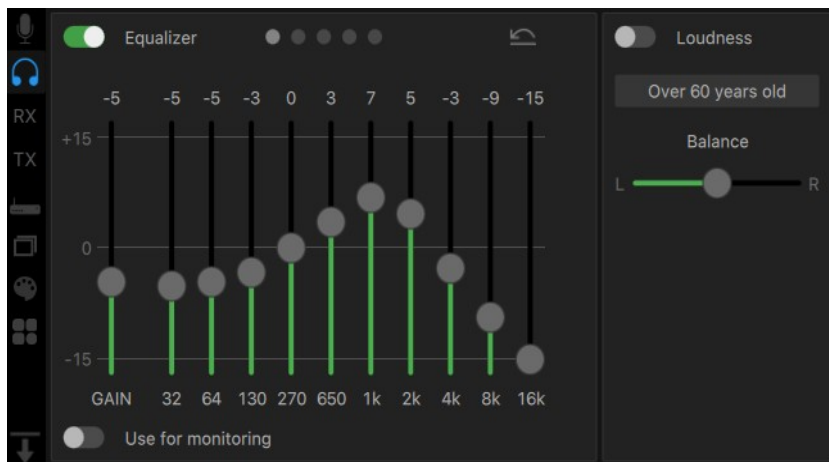 Equalizer
Loudness
-5 -5 -5 -3 0 3 7 5 -3 -9 -15
Over 60 years old
RX
+15
Balance
TX
L R
0
-15
GAIN 32 64 130 270 650 1k 2k 4k 8k 16k
Use for monitoring